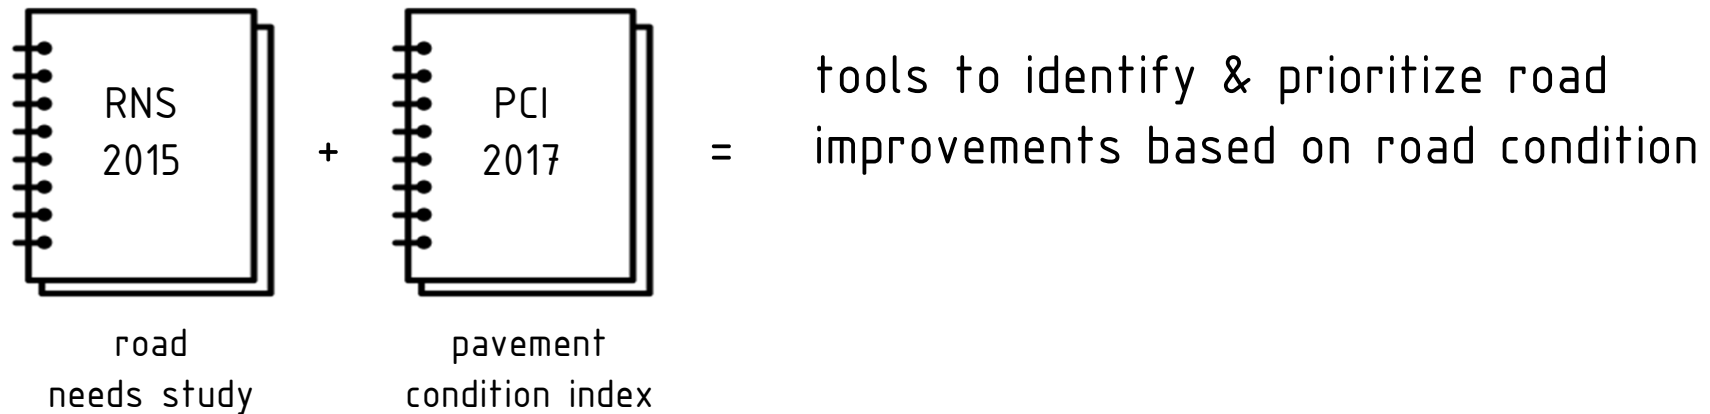 RNS
2015
road
needs study
+
PCI
2017
pavement
condition index
=
tools to identify & prioritize road
improvements based on road condition